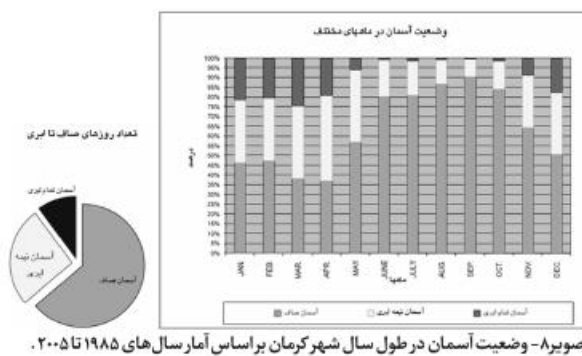 وضعیت آسمان در ماههای مختلف
100%
95%
90%
85%
80%
75%
70%
65%
60%
55%
50%
45%
40%
35%
30%
25%
20%
15%
10%
5%
0%
درصد
JAN.
FEB.
MAR.
APR.
MAY.
JUNE
JULY
AUG.
SEP.
OCT.
NOV.
DEC.
ماهها
آسمان صاف
آسمان نیمه ابری
آسمان تمام ابری
تعداد روزهای صاف تا ابری
آسمان تمام ابری
آسمان نیمه
ابری
آسمان صاف
صویر۸- وضعیت آسمان در طول سال شهر کرمان براساس آمار سال‌های ۱۹۸۵ تا ۲۰۰۵ .